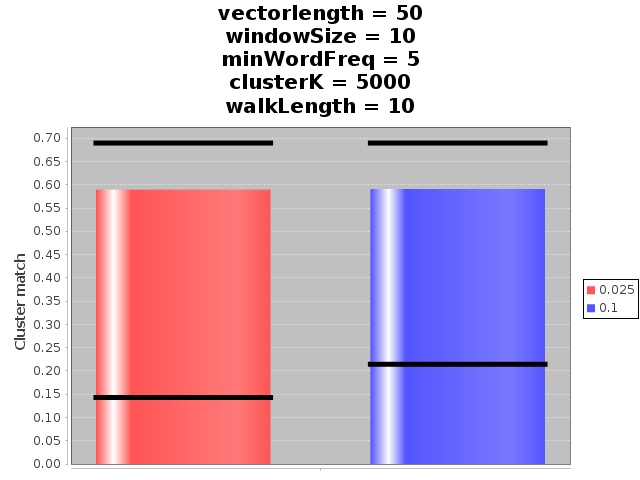 vectorlength = 50
windowSize = 10
minWordFreq = 5
clusterK = 5000
walkLength = 10
0.70
0.65
0.60
0.55
0.50
0.45
0.40
0.35
0.30
0.25
0.20
0.15
0.10
0.05
0.00
Cluster match
0.025
0.1